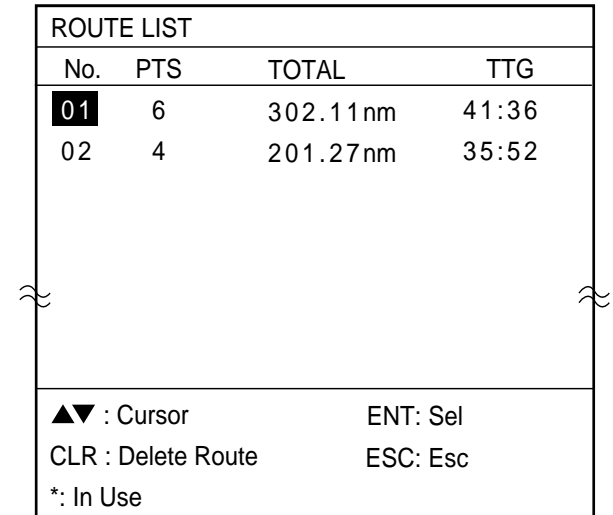 ROUTE LIST
No. PTS TOTAL TTG
01 6 302.11nm 41:36
02 4 201.27nm 35:52
▲▼ : Cursor ENT: Sel
CLR : Delete Route ESC: Esc
*: In Use